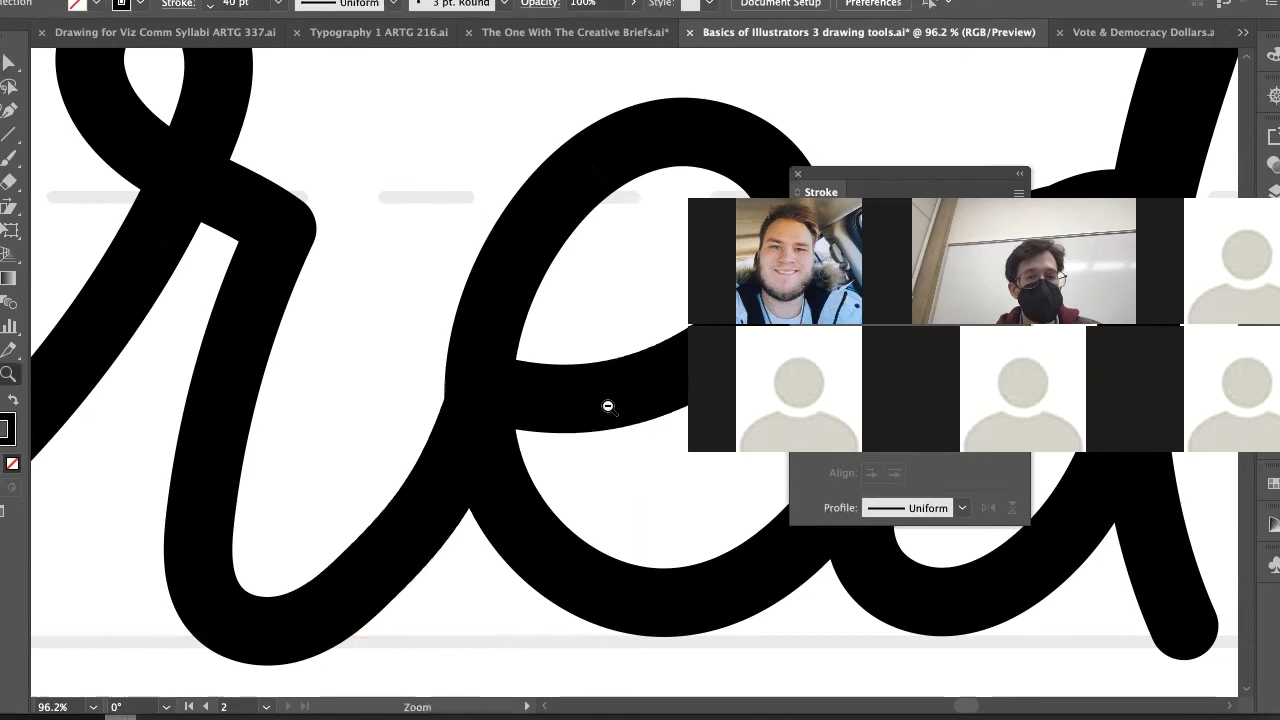 lection Stroke: 40 pt Uniform 3 pt. Round Opacity: 100% Style: Document Setup Preferences
Drawing for Viz Comm Syllabi ARTG 337.ai Typography 1 ARTG 216.ai The One With The Creative Briefs.ai* Basics of Illustrators 3 drawing tools.ai* @ 96.2 % (RGB/Preview) Vote & Democracy Dollars.a
Stroke
red
Align:
Profile: Uniform
96.2% 0° 2 Zoom